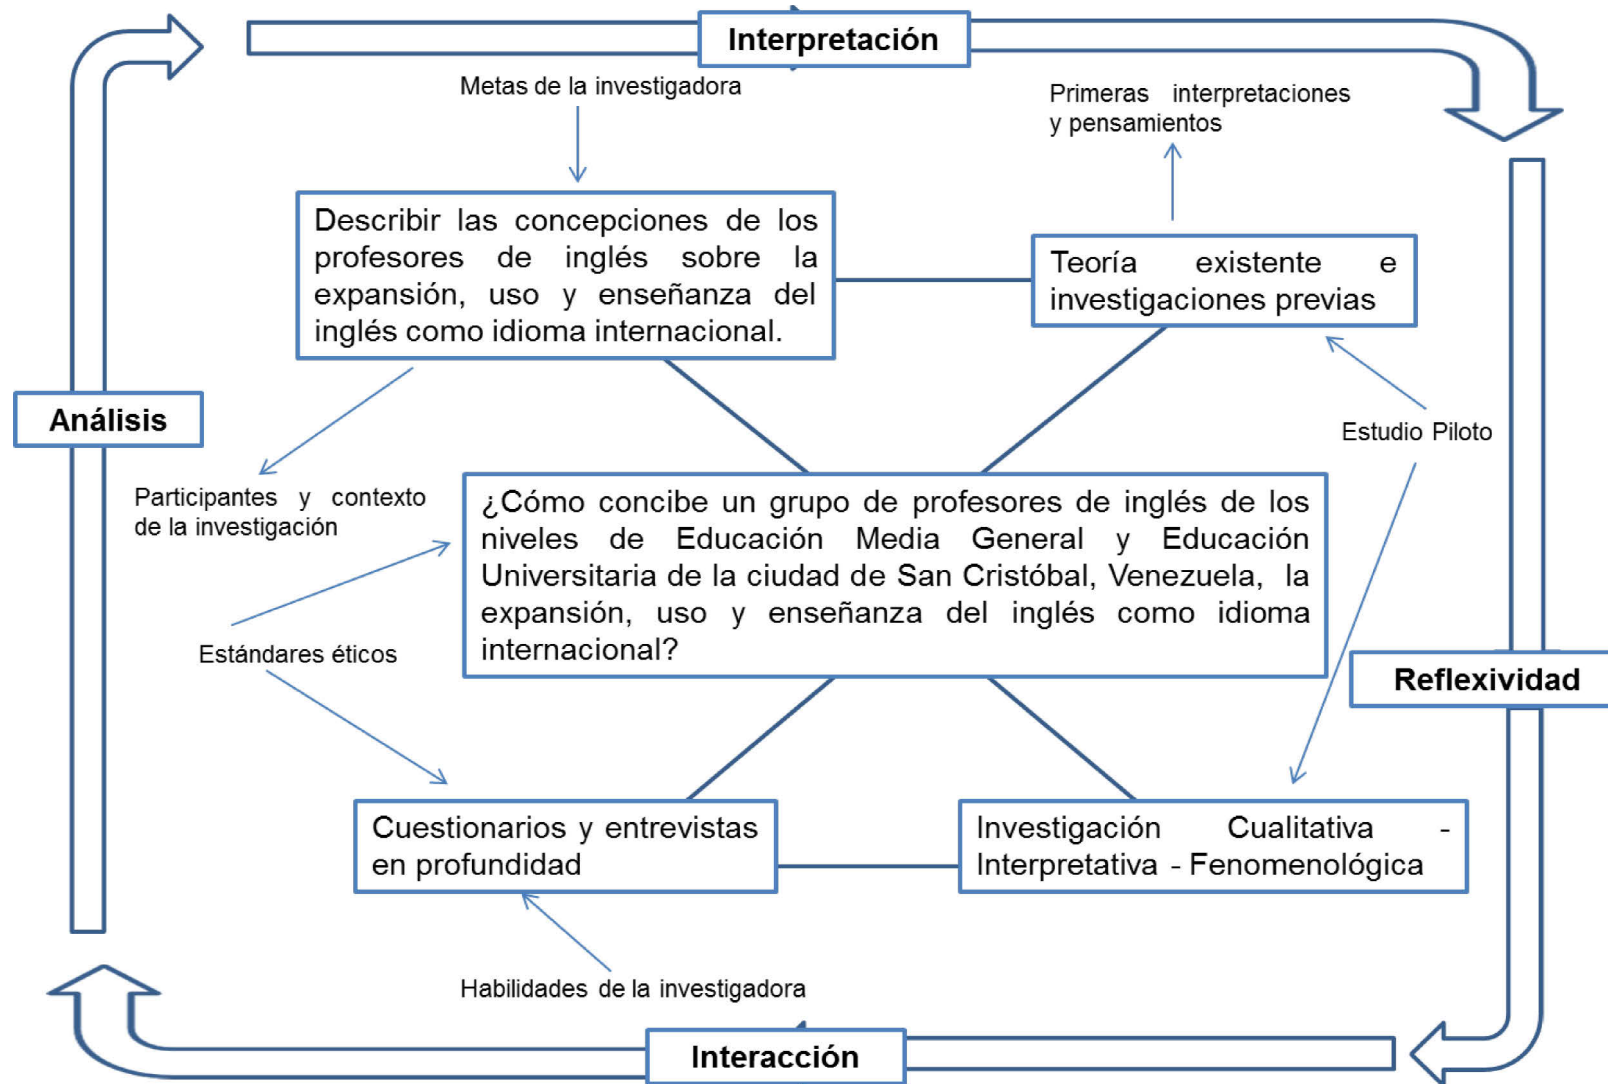 Interpretación
Metas de la investigadora
Primeras interpretaciones
y pensamientos
Describir las concepciones de los
profesores de inglés sobre la
expansión, uso y enseñanza del
inglés como idioma internacional.
Teoría existente e
investigaciones previas
Análisis
Estudio Piloto
Participantes y contexto
de la investigación
¿Cómo concibe un grupo de profesores de inglés de los
niveles de Educación Media General y Educación
Universitaria de la ciudad de San Cristóbal, Venezuela, la
expansión, uso y enseñanza del inglés como idioma
internacional?
Estándares éticos
Reflexividad
Cuestionarios y entrevistas
en profundidad
Investigación Cualitativa -
Interpretativa - Fenomenológica
Habilidades de la investigadora
Interacción